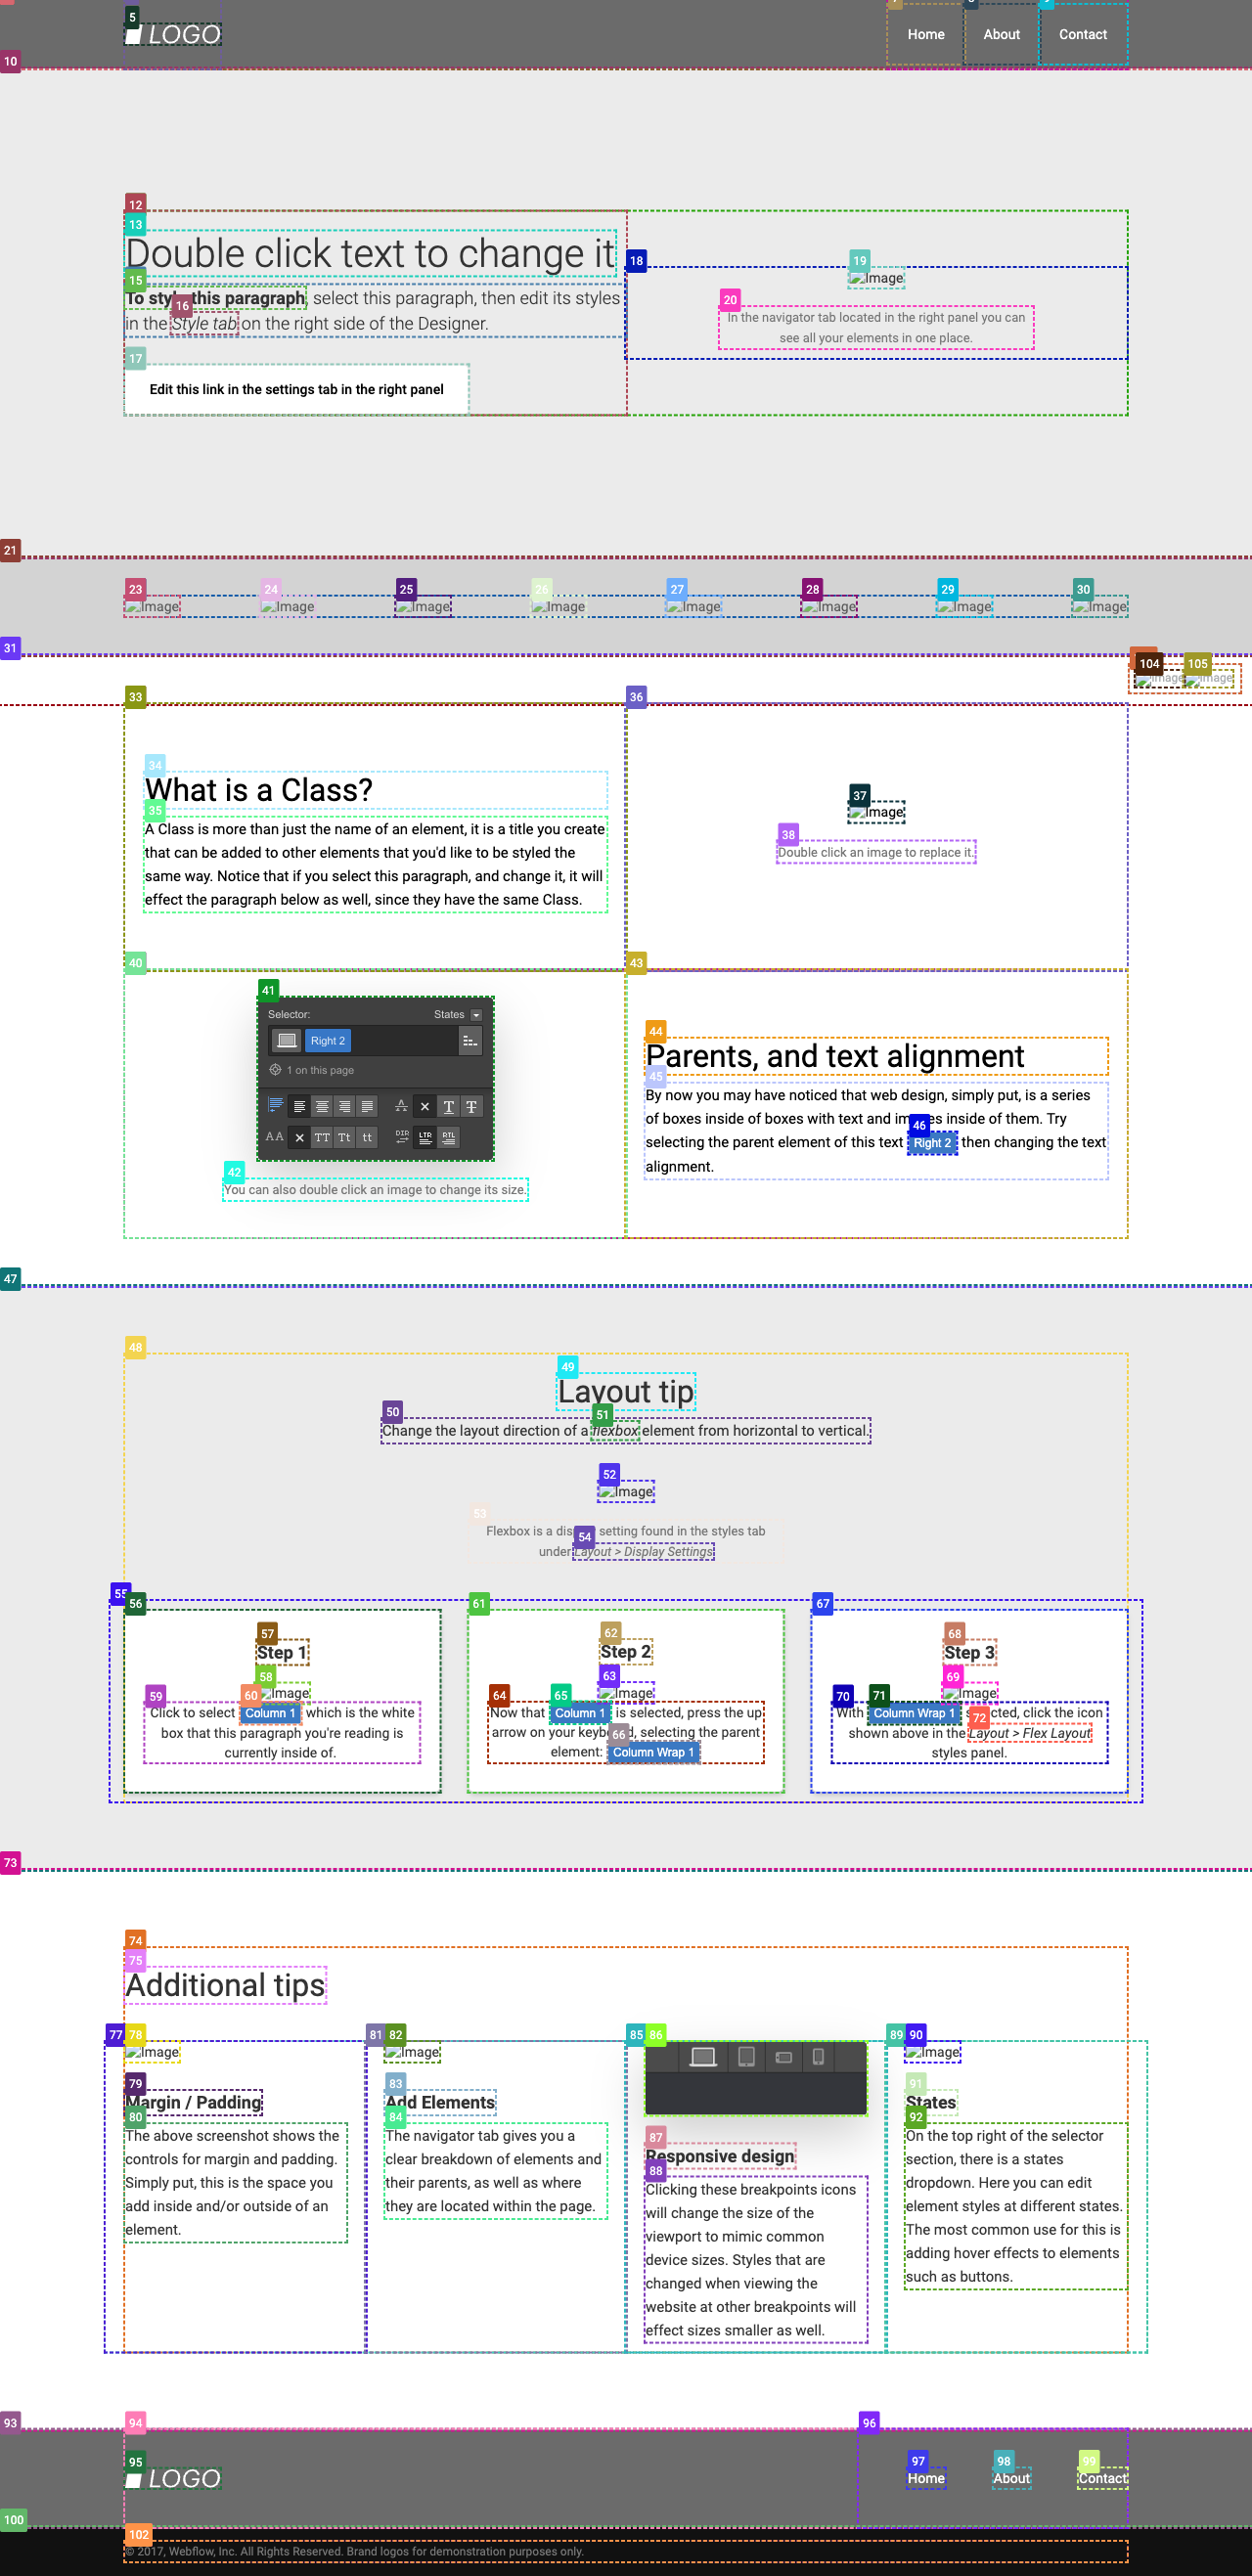 5
LOGO
Home
About
Contact
10
12
13
Double click text to change it
18
19
Image
15
To style this paragraph, select this paragraph, then edit its styles
16
in the Style tab on the right side of the Designer.
20
In the navigator tab located in the right panel you can
see all your elements in one place.
17
Edit this link in the settings tab in the right panel
21
23
24
25
26
27
28
29
30
Image
Image
Image
Image
Image
Image
Image
Image
31
104
105
Image
Image
33
36
34
What is a Class?
35
A Class is more than just the name of an element, it is a title you create
that can be added to other elements that you'd like to be styled the
same way. Notice that if you select this paragraph, and change it, it will
effect the paragraph below as well, since they have the same Class.
37
Image
38
Double click an image to replace it.
40
43
41
Selector:
States
Right 2
1 on this page
AA
TT
Tt
tt
DIR
LTR
RTL
42
You can also double click an image to change its size.
44
Parents, and text alignment
45
By now you may have noticed that web design, simply put, is a series
of boxes inside of boxes with text and images inside of them. Try
46
selecting the parent element of this text Right 2 then changing the text
alignment.
47
48
49
Layout tip
50
51
Change the layout direction of a flexbox element from horizontal to vertical.
52
Image
53
Flexbox is a display setting found in the styles tab
54
under Layout > Display Settings
55
56
57
Step 1
58
Image
59
60
Click to select Column 1 which is the white
box that this paragraph you're reading is
currently inside of.
61
62
Step 2
63
Image
64
65
Now that Column 1 is selected, press the up
66
arrow on your keyboard, selecting the parent
element: Column Wrap 1
67
68
Step 3
69
Image
70
71
With Column Wrap 1 selected, click the icon
72
shown above in the Layout > Flex Layout
styles panel.
73
74
75
Additional tips
77
78
Image
79
Margin / Padding
80
The above screenshot shows the
controls for margin and padding.
Simply put, this is the space you
add inside and/or outside of an
element.
81
82
Image
83
Add Elements
84
The navigator tab gives you a
clear breakdown of elements and
their parents, as well as where
they are located within the page.
85
86
87
Responsive design
88
Clicking these breakpoints icons
will change the size of the
viewport to mimic common
device sizes. Styles that are
changed when viewing the
website at other breakpoints will
effect sizes smaller as well.
89
90
Image
91
States
92
On the top right of the selector
section, there is a states
dropdown. Here you can edit
element styles at different states.
The most common use for this is
adding hover effects to elements
such as buttons.
93
94
96
95
LOGO
97
98
99
Home
About
Contact
100
102
© 2017, Webflow, Inc. All Rights Reserved. Brand logos for demonstration purposes only.